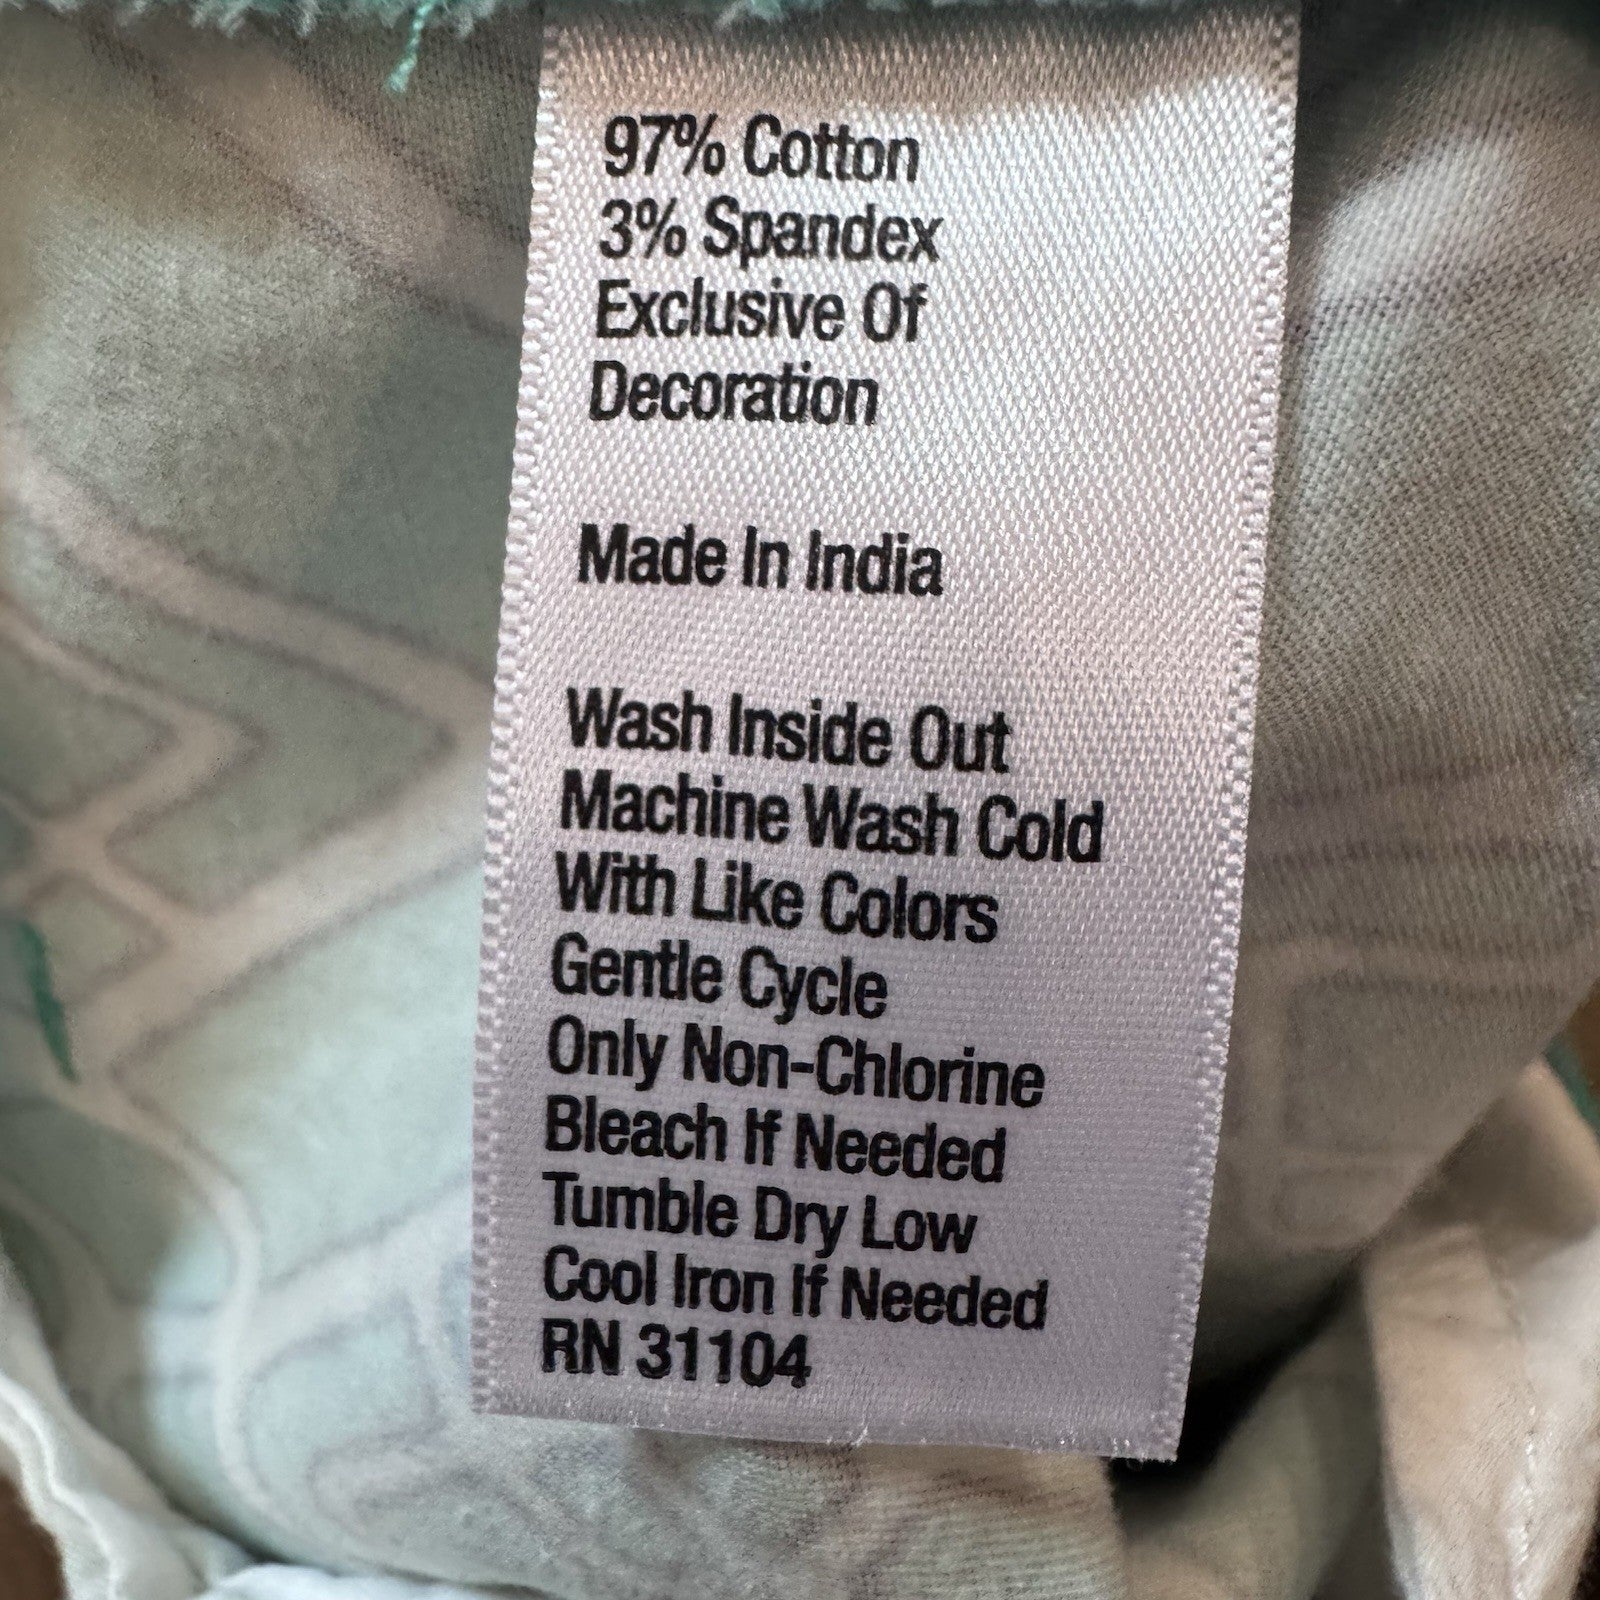 97% Cotton
3% Spandex
Exclusive Of
Decoration
Made In India
Wash Inside Out
Machine Wash Cold
With Like Colors
Gentle Cycle
Only Non-Chlorine
Bleach If Needed
Tumble Dry Low
Cool Iron If Needed
RN 31104